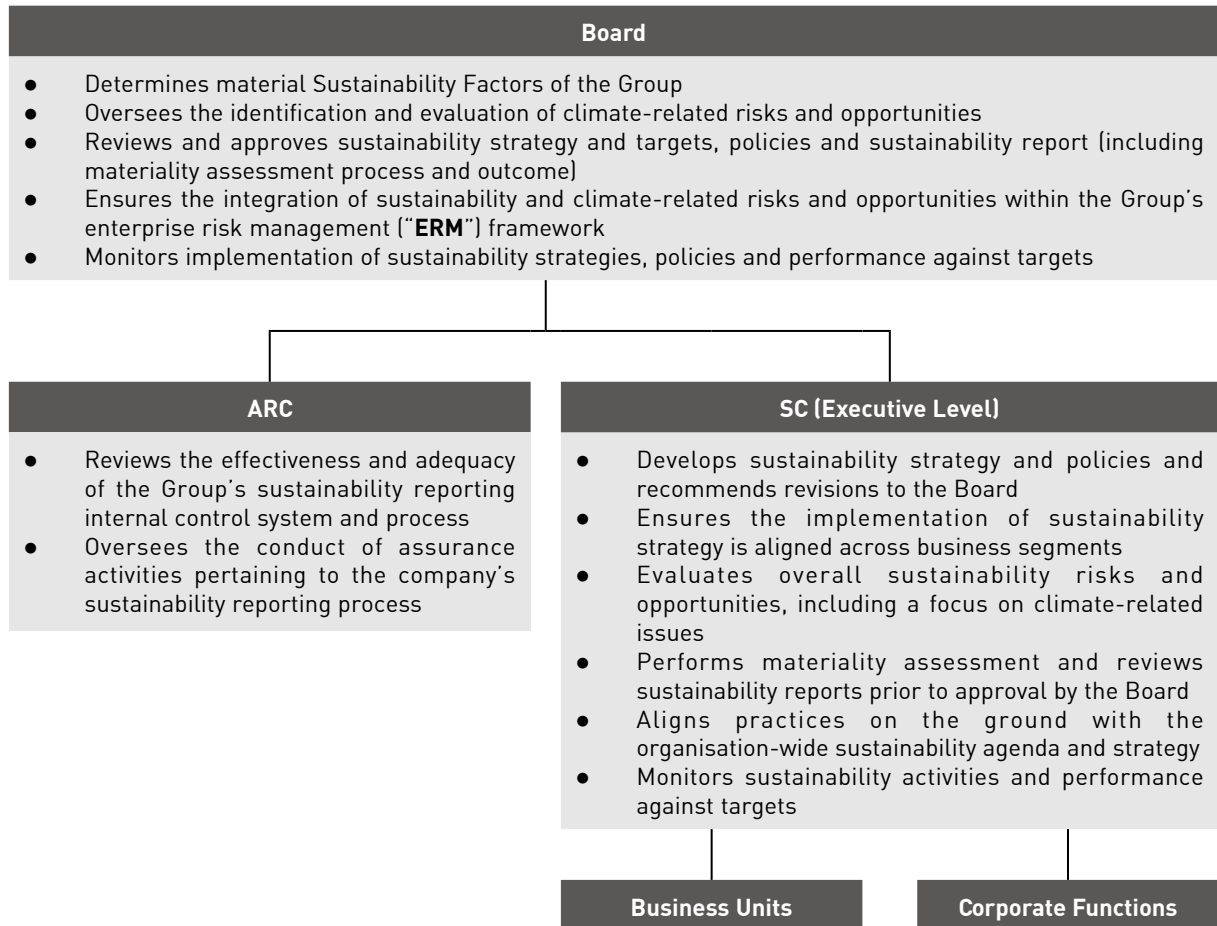 Board
● Determines material Sustainability Factors of the Group
● Oversees the identification and evaluation of climate-related risks and opportunities
● Reviews and approves sustainability strategy and targets, policies and sustainability report (including
materiality assessment process and outcome)
● Ensures the integration of sustainability and climate-related risks and opportunities within the Group’s
enterprise risk management (“ERM”) framework
● Monitors implementation of sustainability strategies, policies and performance against targets
ARC
● Reviews the effectiveness and adequacy
of the Group’s sustainability reporting
internal control system and process
● Oversees the conduct of assurance
activities pertaining to the company’s
sustainability reporting process
SC (Executive Level)
● Develops sustainability strategy and policies and
recommends revisions to the Board
● Ensures the implementation of sustainability
strategy is aligned across business segments
● Evaluates overall sustainability risks and
opportunities, including a focus on climate-related
issues
● Performs materiality assessment and reviews
sustainability reports prior to approval by the Board
● Aligns practices on the ground with the
organisation-wide sustainability agenda and strategy
● Monitors sustainability activities and performance
against targets
Business Units
Corporate Functions